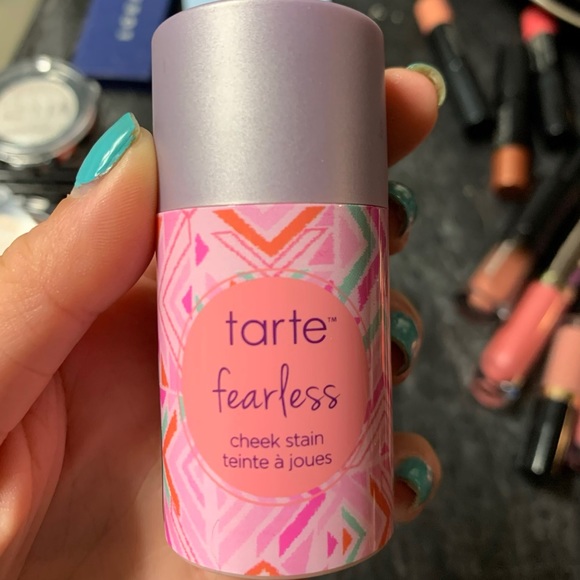 tarte™
fearless
cheek stain
teinte à joues